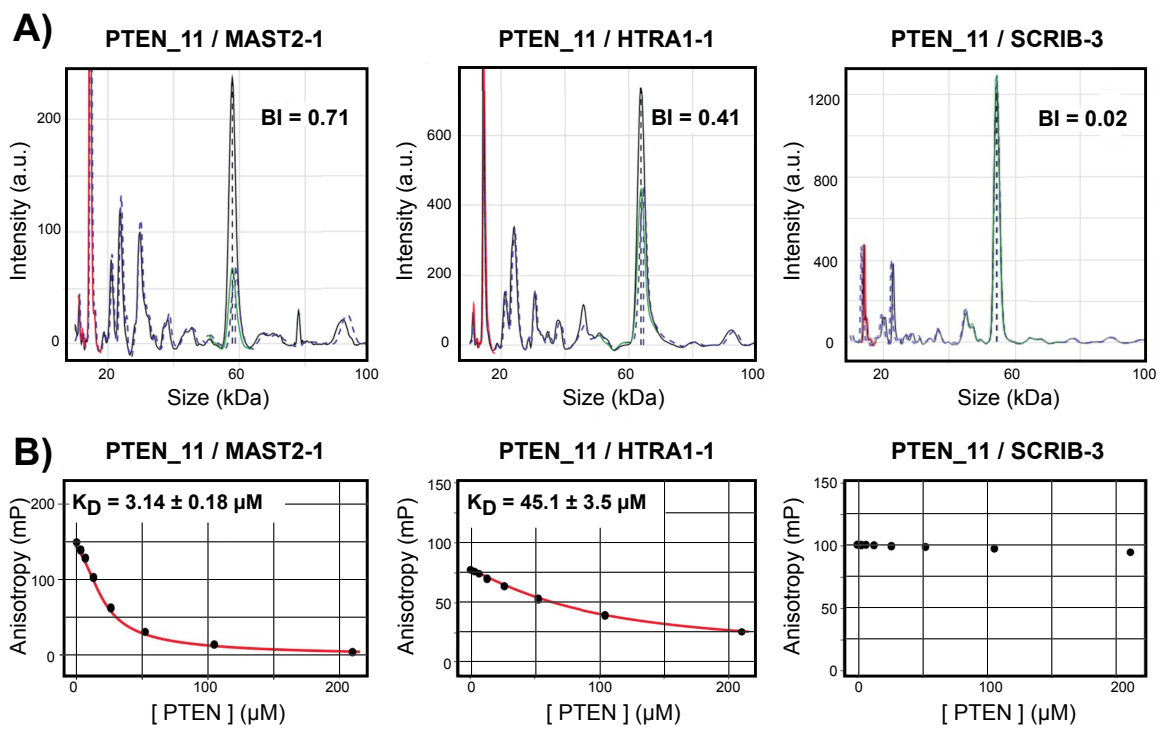 A)
PTEN_11 / MAST2-1
PTEN_11 / HTRA1-1
PTEN_11 / SCRIB-3
Intensity (a.u.)
200
100
0
BI = 0.71
20
60
100
Size (kDa)
Intensity (a.u.)
600
400
200
0
BI = 0.41
20
60
100
Size (kDa)
Intensity (a.u.)
1200
800
400
0
BI = 0.02
20
60
100
Size (kDa)
B)
PTEN_11 / MAST2-1
PTEN_11 / HTRA1-1
PTEN_11 / SCRIB-3
Anisotropy (mP)
200
100
0
KD = 3.14 ± 0.18 µM
0
100
200
[ PTEN ] (µM)
Anisotropy (mP)
150
100
50
0
KD = 45.1 ± 3.5 µM
0
100
200
[ PTEN ] (µM)
Anisotropy (mP)
150
100
50
0
0
100
200
[ PTEN ] (µM)